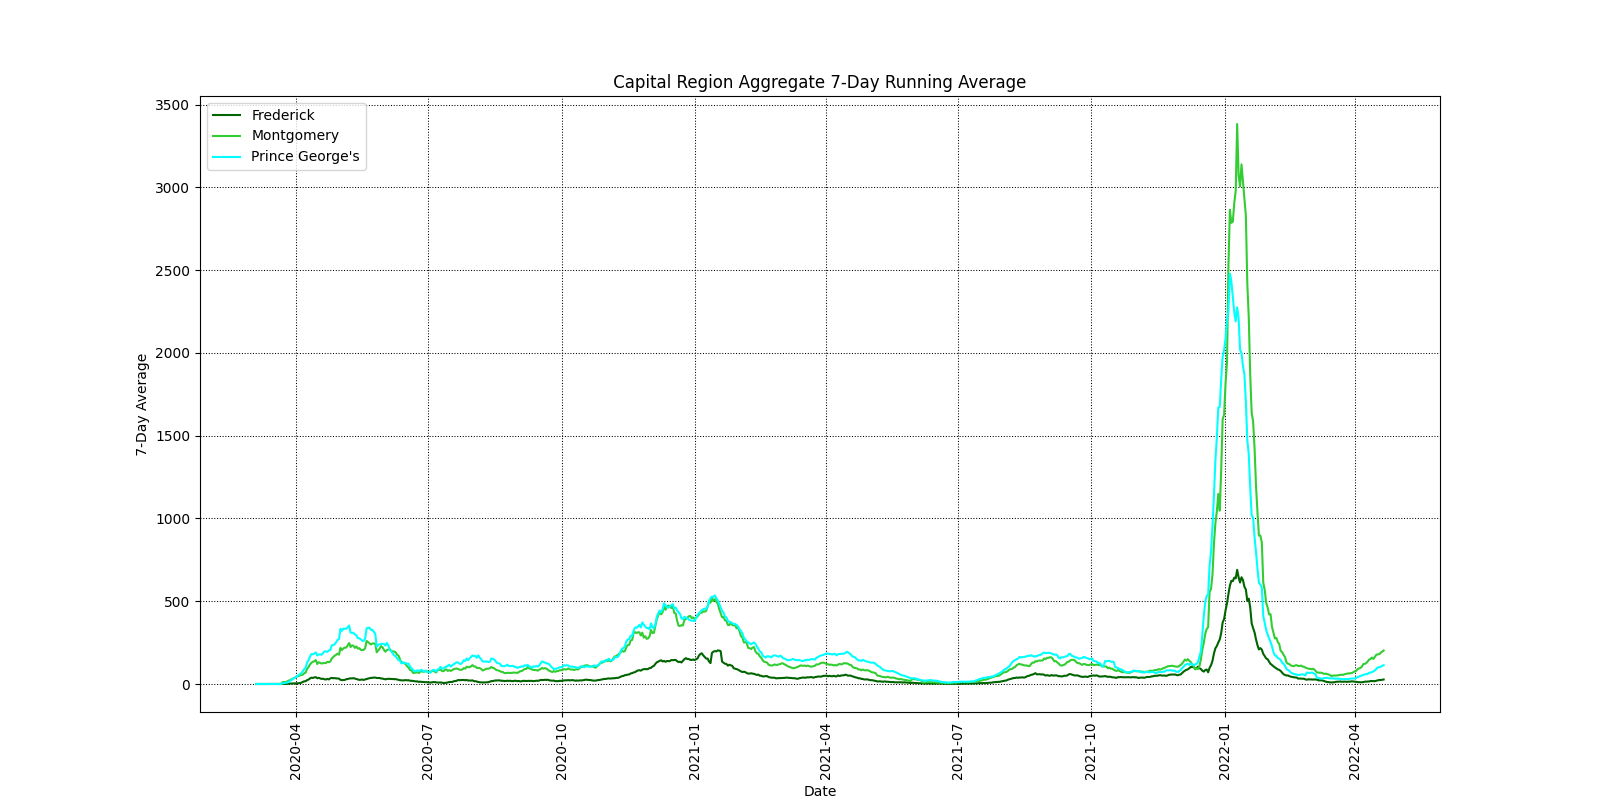 Capital Region Aggregate 7-Day Running Average
Frederick
Montgomery
Prince George's
7-Day Average
3500
3000
2500
2000
1500
1000
500
0
2020-04
2020-07
2020-10
2021-01
2021-04
2021-07
2021-10
2022-01
2022-04
Date